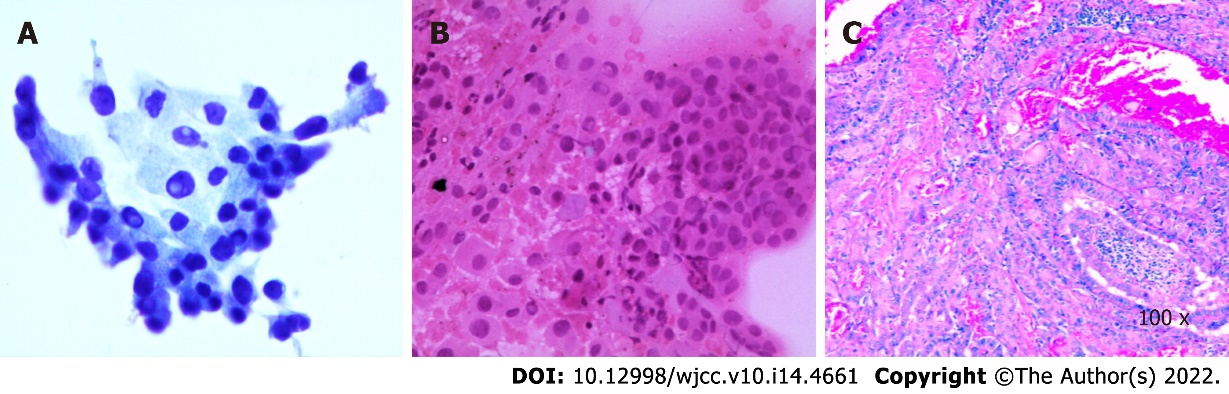 A
B
C
100 x
DOI: 10.12998/wjcc.v10.i14.4661 Copyright ©The Author(s) 2022.